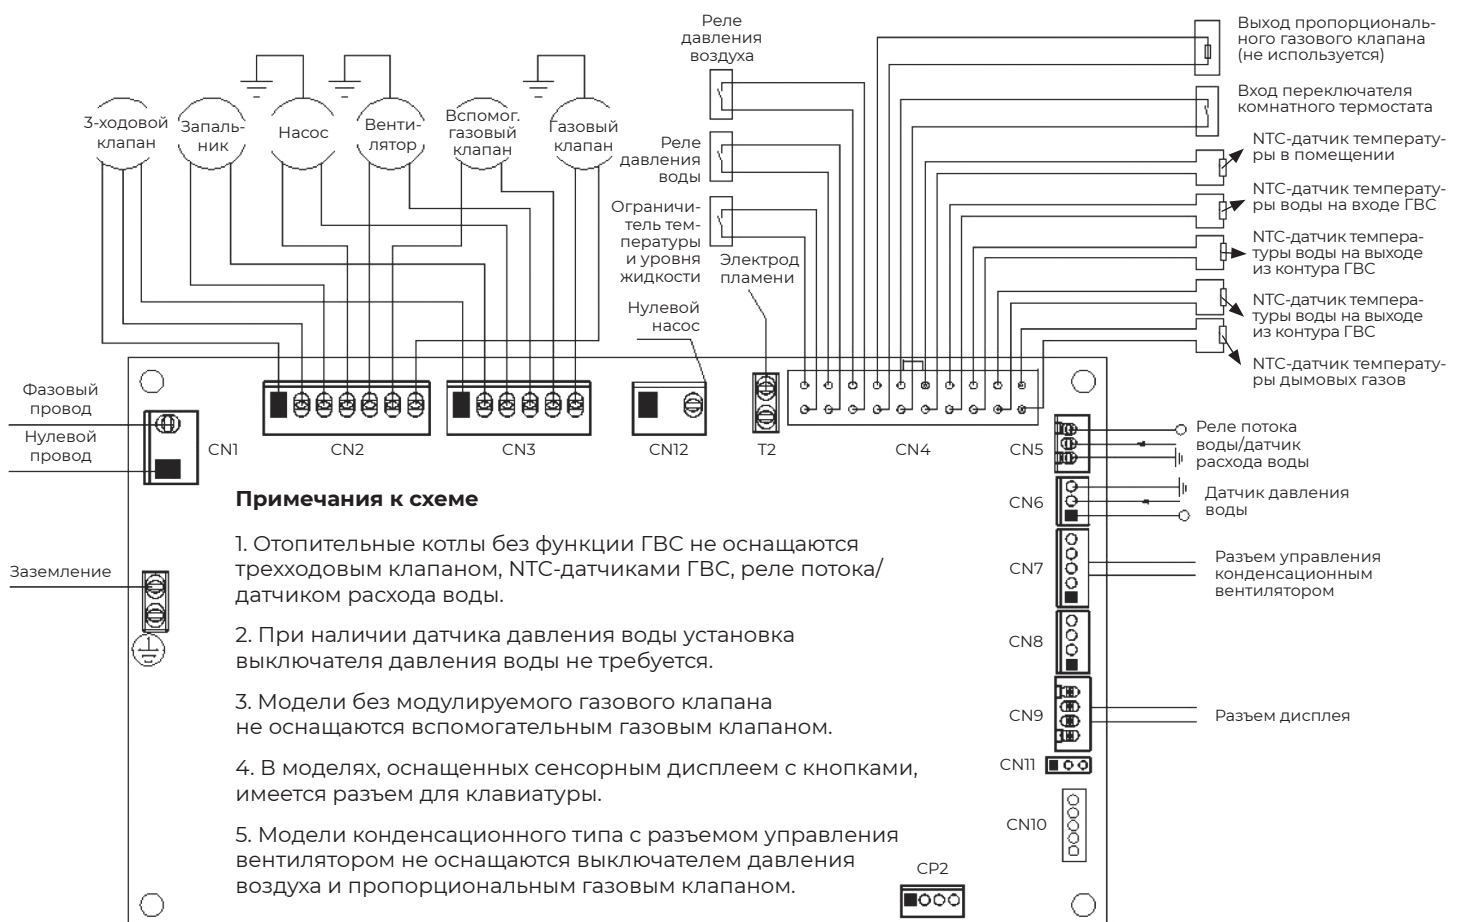 Реле
давления
воздуха
Выход пропорциональ-
ного газового клапана
(не используется)
Вход переключателя
комнатного термостата
3-ходовой
клапан
Запаль-
ник
Насос
Венти-
лятор
Вспомог.
газовый
клапан
Газовый
клапан
Реле
давления
воды
NTC-датчик температу-
ры в помещении
NTC-датчик температу-
ры воды на входе ГВС
Ограничи-
тель тем-
пературы
и уровня
жидкости
Электрод
пламени
NTC-датчик темпера-
туры воды на выходе
из контура ГВС
Нулевой
насос
NTC-датчик темпера-
туры воды на выходе
из контура ГВС
NTC-датчик температу-
ры дымовых газов
Фазовый
провод
Нулевой
провод
CN1
CN2
CN3
CN12
T2
CN4
CN5
Реле потока
воды/датчик
расхода воды
CN6
Датчик давления
воды
Примечания к схеме
1. Отопительные котлы без функции ГВС не оснащаются
трехходовым клапаном, NTC-датчиками ГВС, реле потока/
датчиком расхода воды.
CN7
Разъем управления
конденсационным
вентилятором
Заземление
2. При наличии датчика давления воды установка
выключателя давления воды не требуется.
CN8
3. Модели без модулируемого газового клапана
не оснащаются вспомогательным газовым клапаном.
CN9
Разъем дисплея
4. В моделях, оснащенных сенсорным дисплеем с кнопками,
имеется разъем для клавиатуры.
CN11
CN10
5. Модели конденсационного типа с разъемом управления
вентилятором не оснащаются выключателем давления
воздуха и пропорциональным газовым клапаном.
CP2